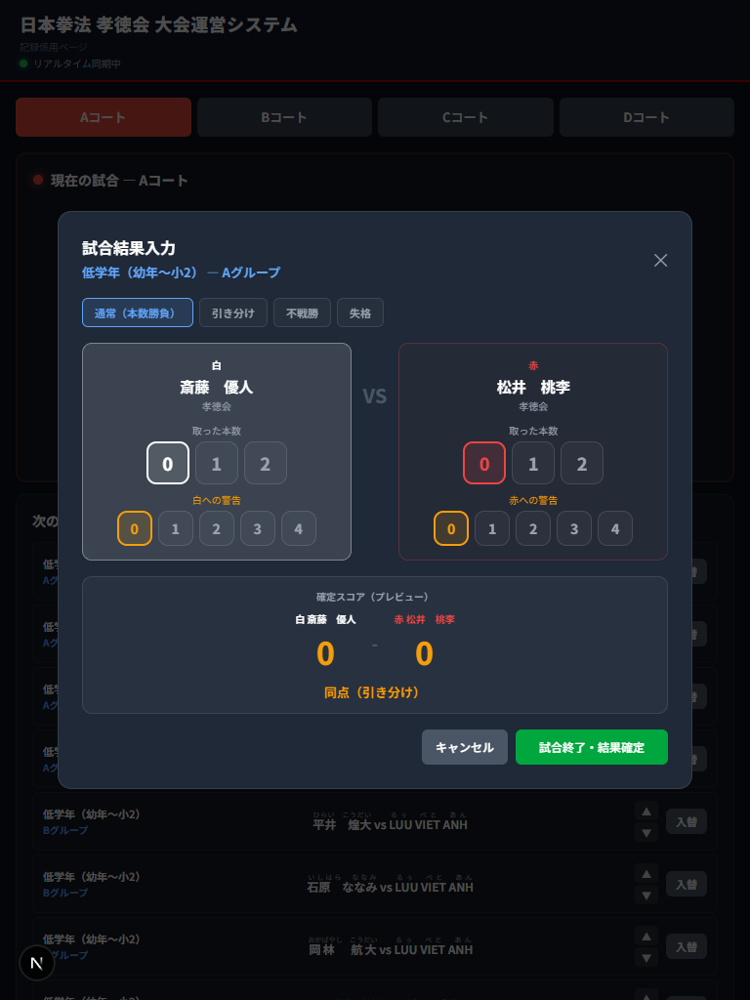 日本拳法 孝徳会 大会運営システム
記録係用ページ
リアルタイム同期中
Aコート
Bコート
Cコート
Dコート
現在の試合 — Aコート
試合結果入力
低学年（幼年〜小2） — Aグループ
×
通常（本数勝負）
引き分け
不戦勝
失格
白
斎藤　優人
孝徳会
取った本数
0 1 2
白への警告
0 1 2 3 4
VS
赤
松井　桃李
孝徳会
取った本数
0 1 2
赤への警告
0 1 2 3 4
確定スコア（プレビュー）
白 斎藤　優人
赤 松井　桃李
0 - 0
同点（引き分け）
キャンセル
試合終了・結果確定
次の
低学
Aグ
低学
Aグ
低学
Aグ
低学
Aグ
低学年（幼年〜小2）
Bグループ
ひらい　こうだい　るぅ　べと　あん
平井　煌大 vs LUU VIET ANH
▲
▼
入替
低学年（幼年〜小2）
Bグループ
いしはら　ななみ　るぅ　べと　あん
石原　ななみ vs LUU VIET ANH
▲
▼
入替
低学年（幼年〜小2）
グループ
おかばやし　こうだい　るぅ　べと　あん
岡林　航大 vs LUU VIET ANH
▲
▼
入替
N